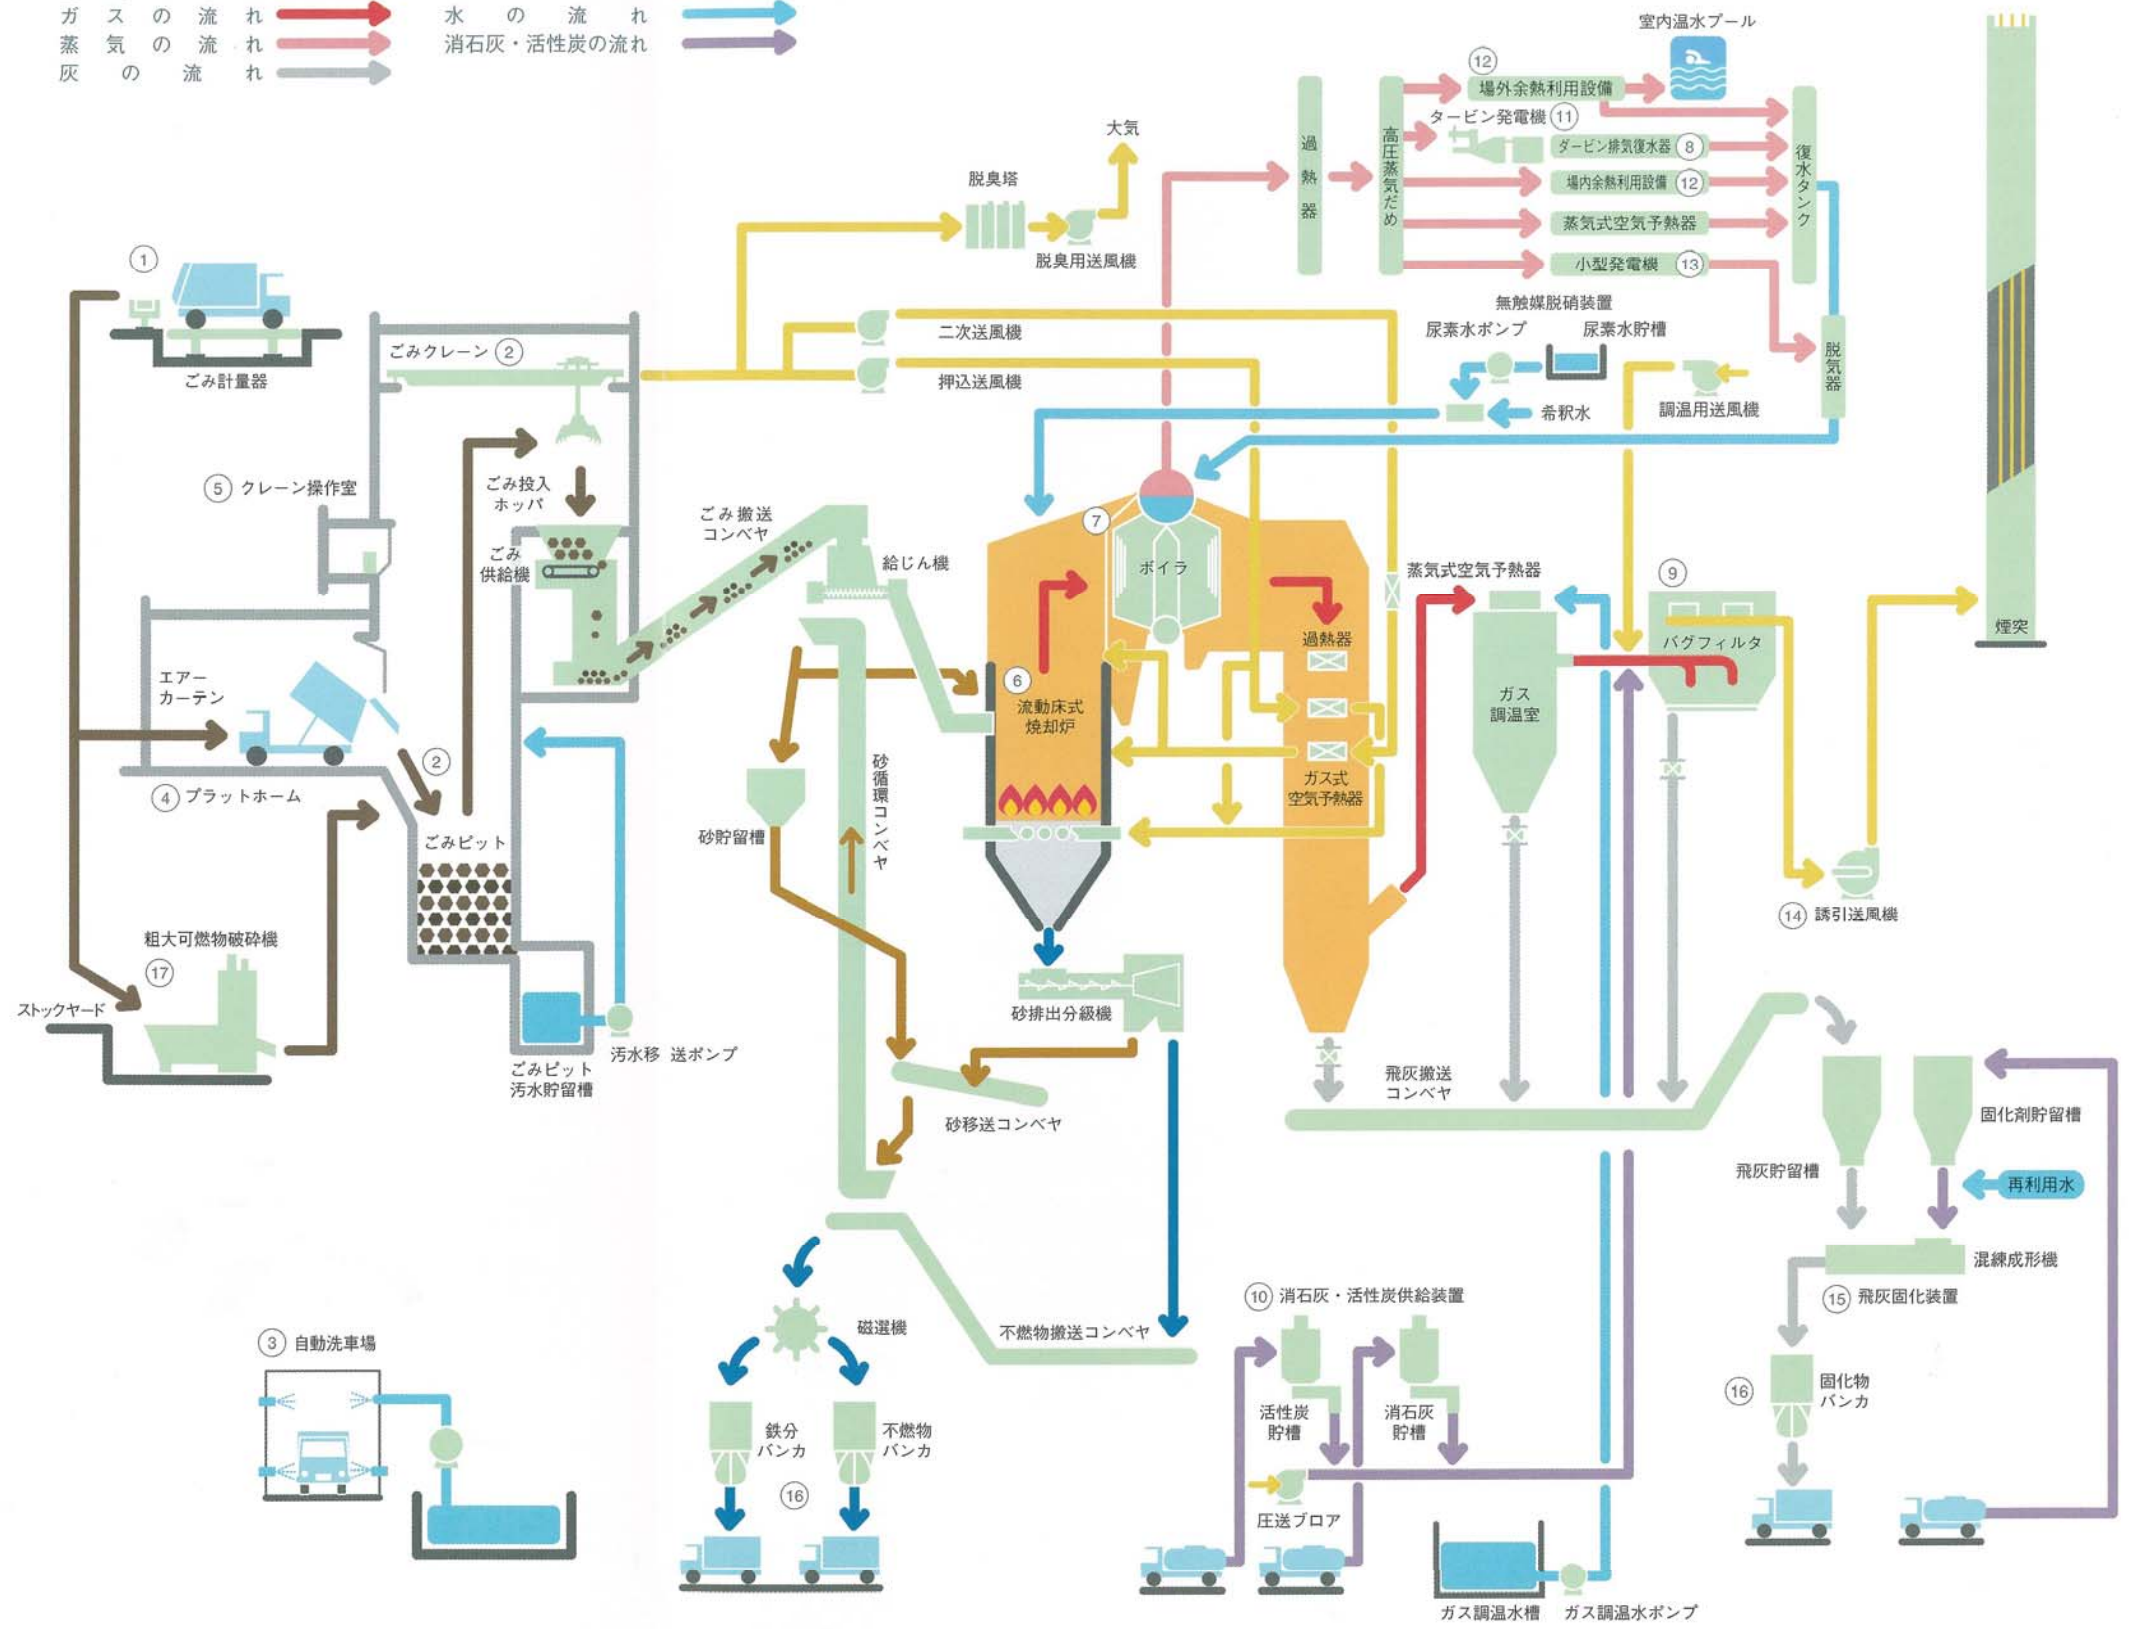 ガスの流れ
蒸気の流れ
灰の流れ
水の流れ
消石灰・活性炭の流れ
室内温水プール
⑫
場外余熱利用設備
タービン発電機⑪
ダービン排気復水器⑧
場内余熱利用設備⑫
蒸気式空気予熱器
小型発電機⑬
過熱器
高圧蒸気だめ
復水タンク
脱気器
大気
脱臭塔
脱臭用送風機
二次送風機
押込送風機
無触媒脱硝装置
尿素水ポンプ
尿素水貯槽
希釈水
調温用送風機
①
ごみ計量器
ごみクレーン②
⑤クレーン操作室
ごみ投入
ホッパ
ごみ
供給機
ごみ搬送
コンベヤ
給じん機
⑦
ボイラ
過熱器
蒸気式空気予熱器
⑨
バグフィルタ
煙突
エアー
カーテン
②
④プラットホーム
ごみピット
⑥
流動床式
焼却炉
ガス式
空気予熱器
ガス
調温室
砂貯留槽
砂循環コンベヤ
⑭誘引送風機
粗大可燃物破砕機
⑰
ストックヤード
汚水移 送ポンプ
ごみピット
汚水貯留槽
砂排出分級機
砂移送コンベヤ
飛灰搬送
コンベヤ
固化剤貯留槽
飛灰貯留槽
再利用水
混練成形機
⑮飛灰固化装置
⑩消石灰・活性炭供給装置
磁選機
不燃物搬送コンベヤ
③自動洗車場
鉄分
バンカ
不燃物
バンカ
⑯
活性炭
貯槽
消石灰
貯槽
⑯
固化物
バンカ
圧送ブロア
ガス調温水槽
ガス調温水ポンプ